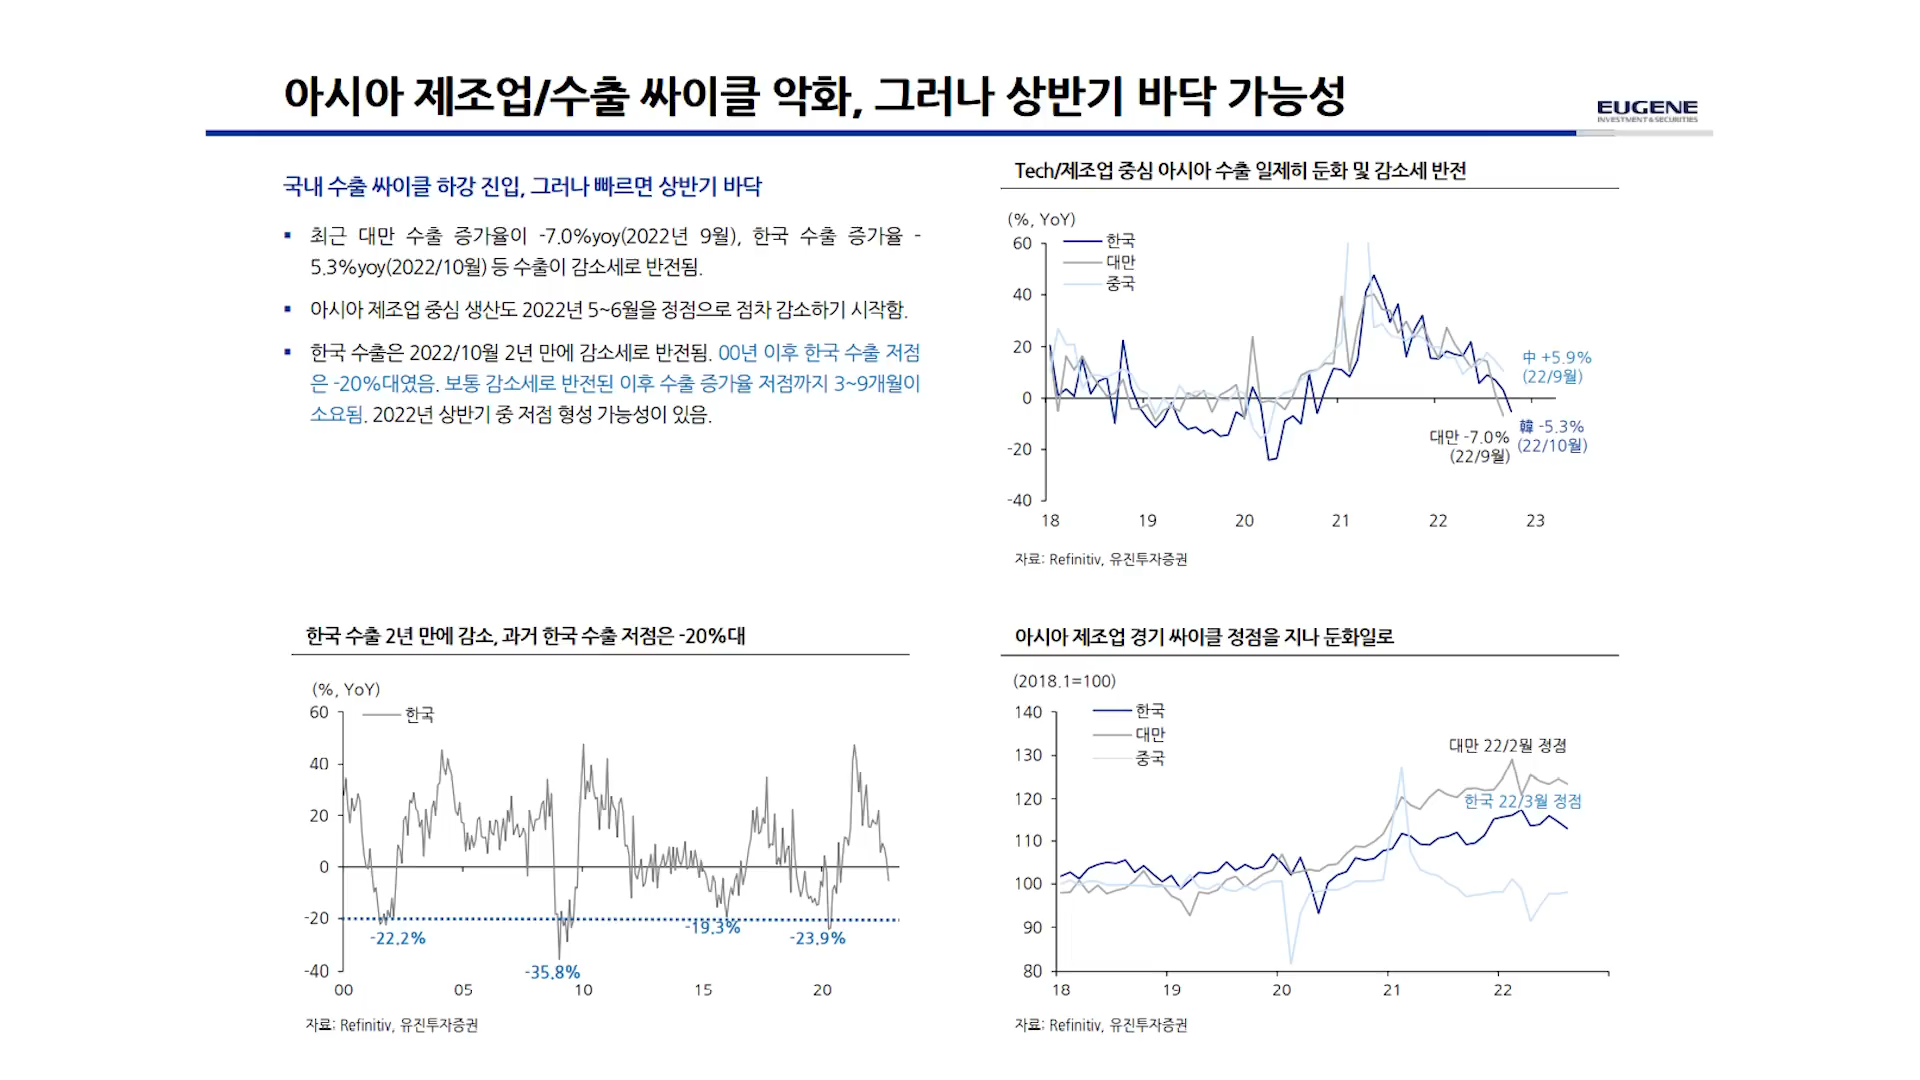 아시아 제조업/수출 싸이클 악화, 그러나 상반기 바닥 가능성
EUGENE
INVESTMENT & SECURITIES
국내 수출 싸이클 하강 진입, 그러나 빠르면 상반기 바닥
▪ 최근 대만 수출 증가율이 -7.0%yoy(2022년 9월), 한국 수출 증가율 -
5.3%yoy(2022/10월) 등 수출이 감소세로 반전됨.
▪ 아시아 제조업 중심 생산도 2022년 5~6월을 정점으로 점차 감소하기 시작함.
▪ 한국 수출은 2022/10월 2년 만에 감소세로 반전됨. 00년 이후 한국 수출 저점
은 -20%대였음. 보통 감소세로 반전된 이후 수출 증가율 저점까지 3~9개월이
소요됨. 2022년 상반기 중 저점 형성 가능성이 있음.
Tech/제조업 중심 아시아 수출 일제히 둔화 및 감소세 반전
(%, YoY)
60
40
20
0
-20
-40
한국
대만
중국
中 +5.9%
(22/9월)
대만 -7.0%
(22/9월)
韓 -5.3%
(22/10월)
18 19 20 21 22 23
자료: Refinitiv, 유진투자증권
한국 수출 2년 만에 감소, 과거 한국 수출 저점은 -20%대
(%, YoY)
60
40
20
0
-20
-40
한국
-22.2%
-35.8%
-19.3%
-23.9%
00 05 10 15 20
자료: Refinitiv, 유진투자증권
아시아 제조업 경기 싸이클 정점을 지나 둔화일로
(2018.1=100)
140
130
120
110
100
90
80
한국
대만
중국
대만 22/2월 정점
한국 22/3월 정점
18 19 20 21 22
자료: Refinitiv, 유진투자증권